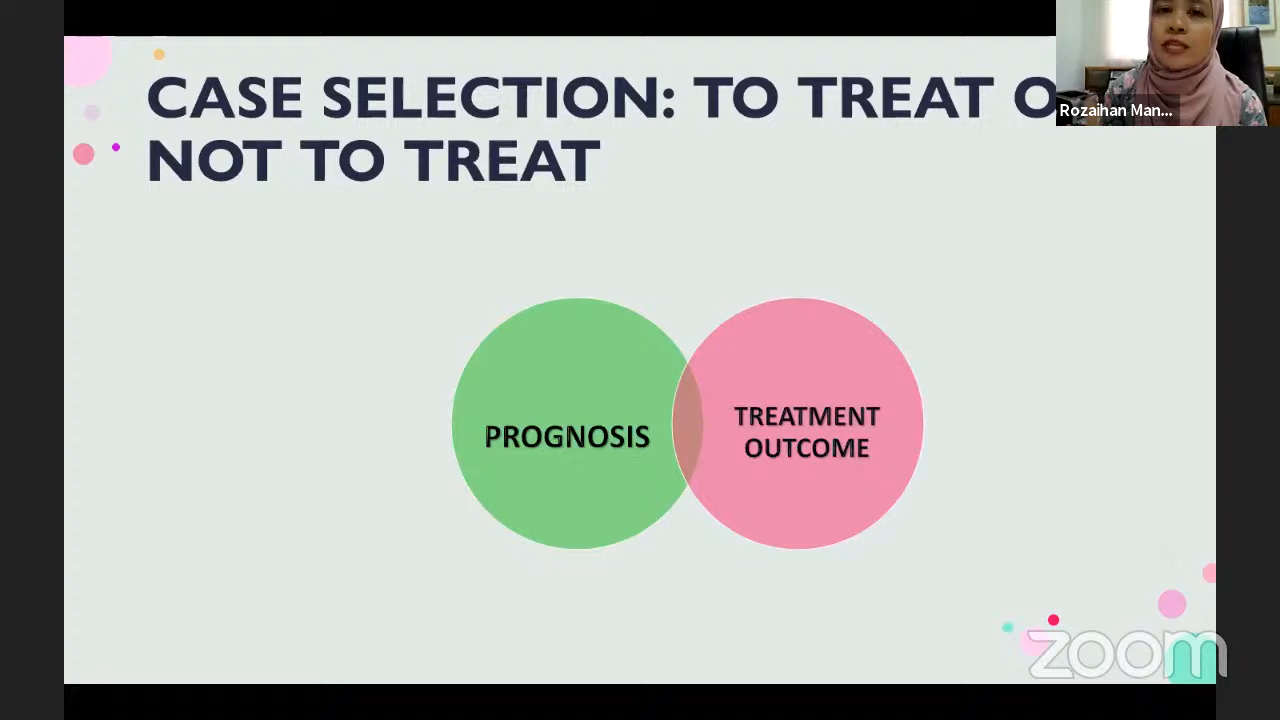 CASE SELECTION: TO TREAT O
NOT TO TREAT
Rozaihan Man...
PROGNOSIS
TREATMENT
OUTCOME
zoom